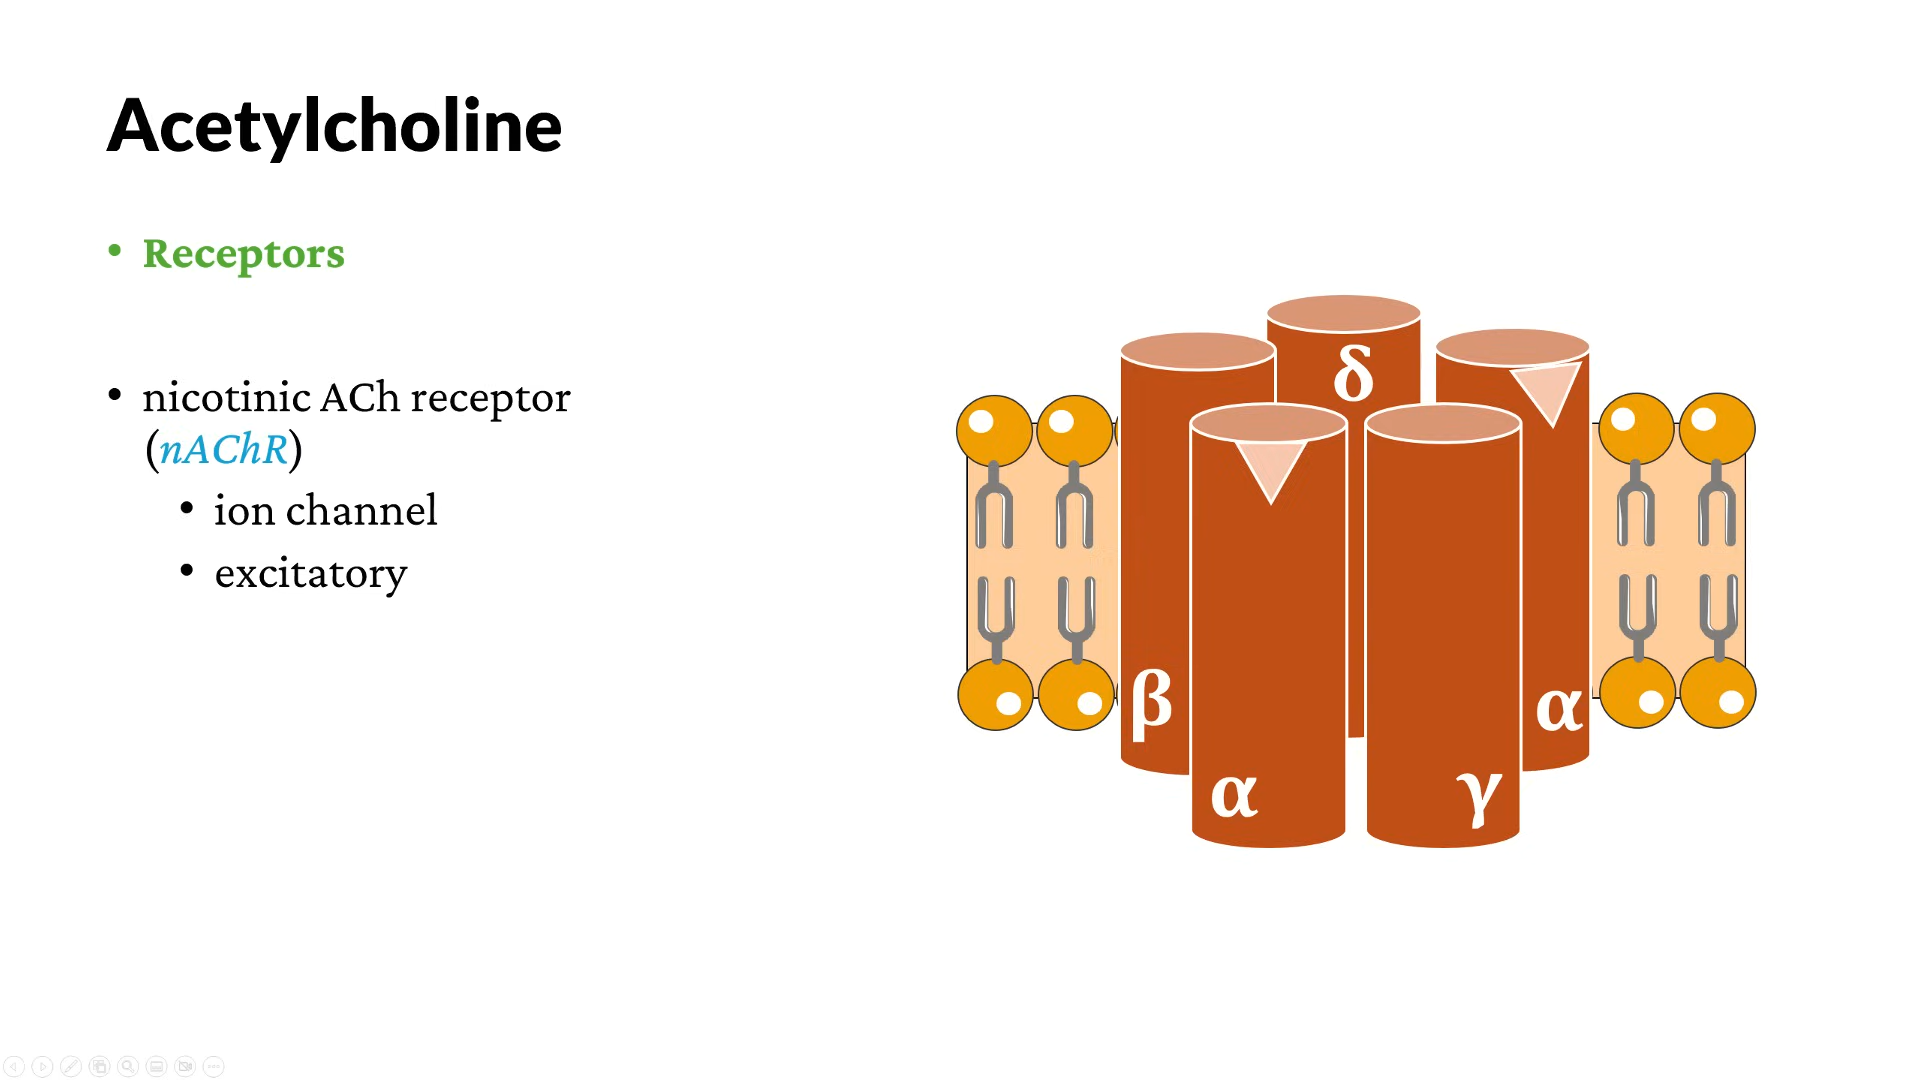 Acetylcholine
• Receptors
• nicotinic ACh receptor
(nAChR)
• ion channel
• excitatory
δ
β
α
α
γ